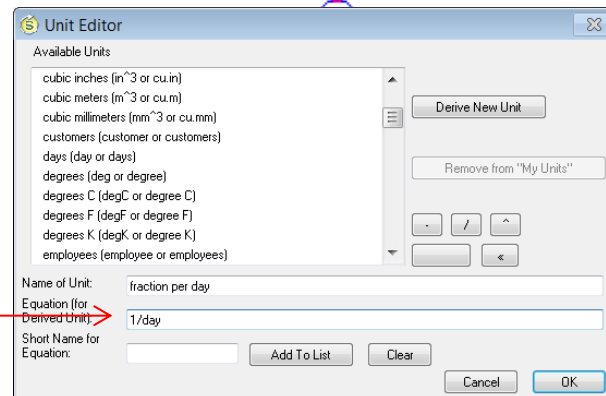 Unit Editor
Available Units
cubic inches (in^3 or cu.in)
cubic meters (m^3 or cu.m)
cubic millimeters (mm^3 or cu.mm)
customers (customer or customers)
days (day or days)
degrees (deg or degree)
degrees C (degC or degree C)
degrees F (degF or degree F)
degrees K (degK or degree K)
employees (employee or employees)
Derive New Unit
Remove from "My Units"
· / ^
«
Name of Unit: fraction per day
Equation (for
Derived Unit): 1/day
Short Name for
Equation:
Add To List Clear
Cancel OK